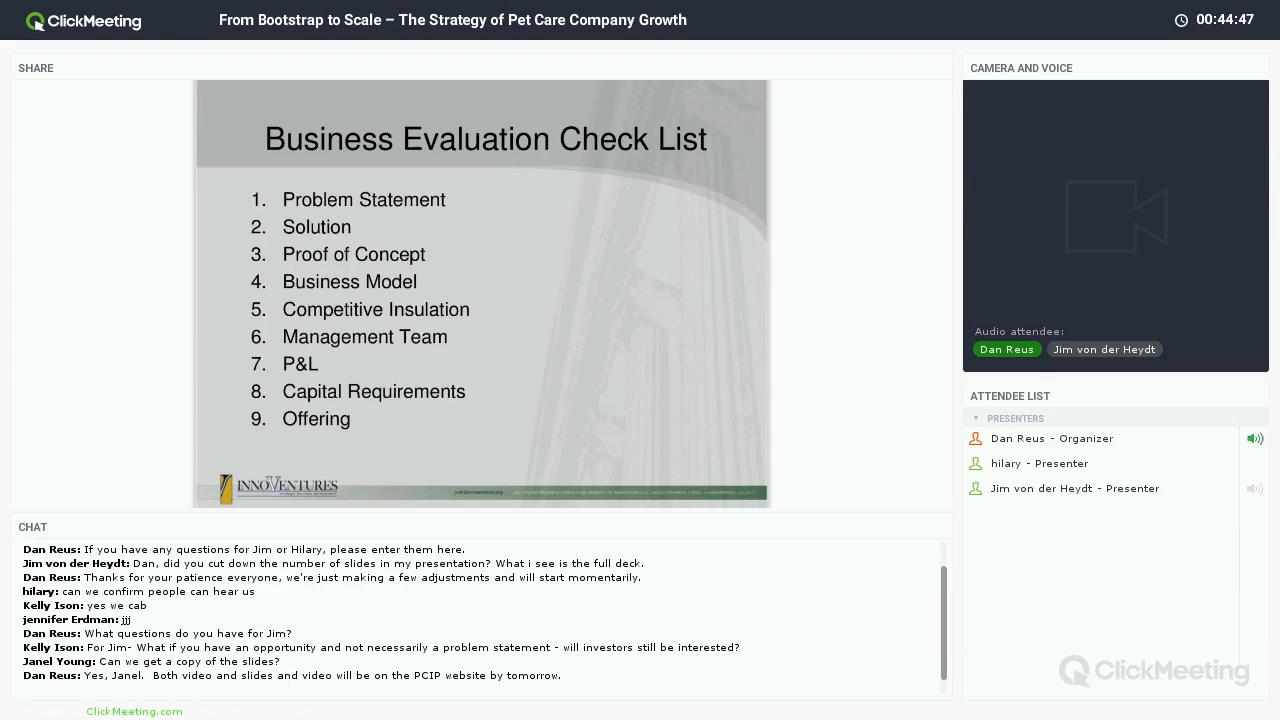 ClickMeeting
From Bootstrap to Scale – The Strategy of Pet Care Company Growth
00:44:47
SHARE
Business Evaluation Check List
1. Problem Statement
2. Solution
3. Proof of Concept
4. Business Model
5. Competitive Insulation
6. Management Team
7. P&L
8. Capital Requirements
9. Offering
INNOVENTURES
CAMERA AND VOICE
Audio attendee:
Dan Reus
Jim von der Heydt
ATTENDEE LIST
PRESENTERS
Dan Reus - Organizer
hilary - Presenter
Jim von der Heydt - Presenter
CHAT
Dan Reus: If you have any questions for Jim or Hilary, please enter them here.
Jim von der Heydt: Dan, did you cut down the number of slides in my presentation? What i see is the full deck.
Dan Reus: Thanks for your patience everyone, we're just making a few adjustments and will start momentarily.
hilary: can we confirm people can hear us
Kelly Ison: yes we cab
jennifer Erdman: jjj
Dan Reus: What questions do you have for Jim?
Kelly Ison: For Jim- What if you have an opportunity and not necessarily a problem statement - will investors still be interested?
Janel Young: Can we get a copy of the slides?
Dan Reus: Yes, Janel.  Both video and slides and video will be on the PCIP website by tomorrow.
ClickMeeting
ClickMeeting.com